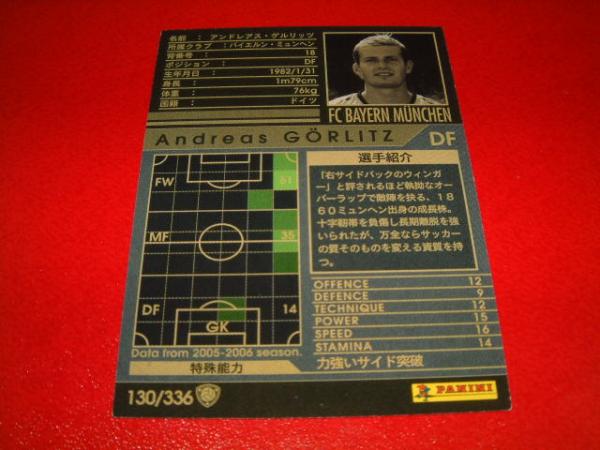 名前 : アンドレアス・ゲルリッツ
所属クラブ : バイエルン・ミュンヘン
背番号 : 18
ポジション : DF
生年月日 : 1982/1/31
身長 : 1m79cm
体重 : 76kg
国籍 : ドイツ
FC BAYERN MÜNCHEN
Andreas GÖRLITZ DF
FW 51
MF 35
DF 14
GK
Data from 2005-2006 season.
特殊能力
選手紹介
「右サイドバックのウィンガ
ー」と評されるほど執拗なオー
バーラップで敵陣を抉る、18
60ミュンヘン出身の成長株。
十字靭帯を負傷し長期離脱を強
いられたが、万全ならサッカー
の質そのものを変える資質を持
つ。
OFFENCE 12
DEFENCE 9
TECHNIQUE 12
POWER 15
SPEED 16
STAMINA 14
力強いサイド突破
130/336
PANINI